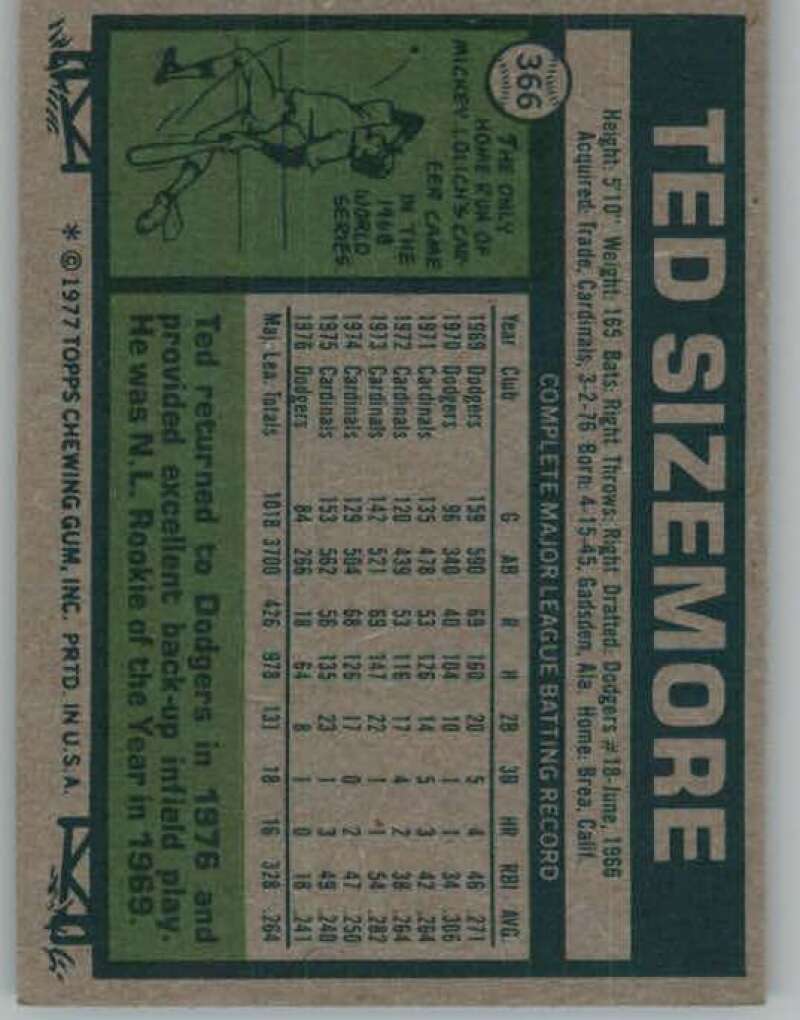 TED SIZEMORE
Height: 5'10" Weight: 165 Bats: Right Throws: Right Drafted: Dodgers #18-June, 1966
Acquired: Trade, Cardinals, 3-2-76 Born: 4-15-45, Gadsden, Ala. Home: Brea, Calif.
366
THE ONLY
HOME RUN OF
MICKEY LOLICH'S CAR-
EER CAME
IN THE
1968
WORLD
SERIES.
COMPLETE MAJOR LEAGUE BATTING RECORD
Year Club G AB R H 2B 3B HR RBI AVG.
1969 Dodgers 159 590 69 160 20 5 4 46 .271
1970 Dodgers 96 340 40 104 10 1 1 34 .306
1971 Cardinals 135 478 53 126 14 5 3 42 .264
1972 Cardinals 120 439 53 116 17 4 2 38 .264
1973 Cardinals 142 521 69 147 22 1 1 54 .282
1974 Cardinals 129 504 68 126 17 0 2 47 .250
1975 Cardinals 153 562 56 135 23 1 3 49 .240
1976 Dodgers 84 266 18 64 8 1 0 18 .241
Maj. Lea. Totals 1018 3700 426 978 131 18 16 328 .264
Ted returned to Dodgers in 1976 and
provided excellent back-up infield play.
He was N.L. Rookie of the Year in 1969.
* © 1977 TOPPS CHEWING GUM, INC. PRTD. IN U.S.A.